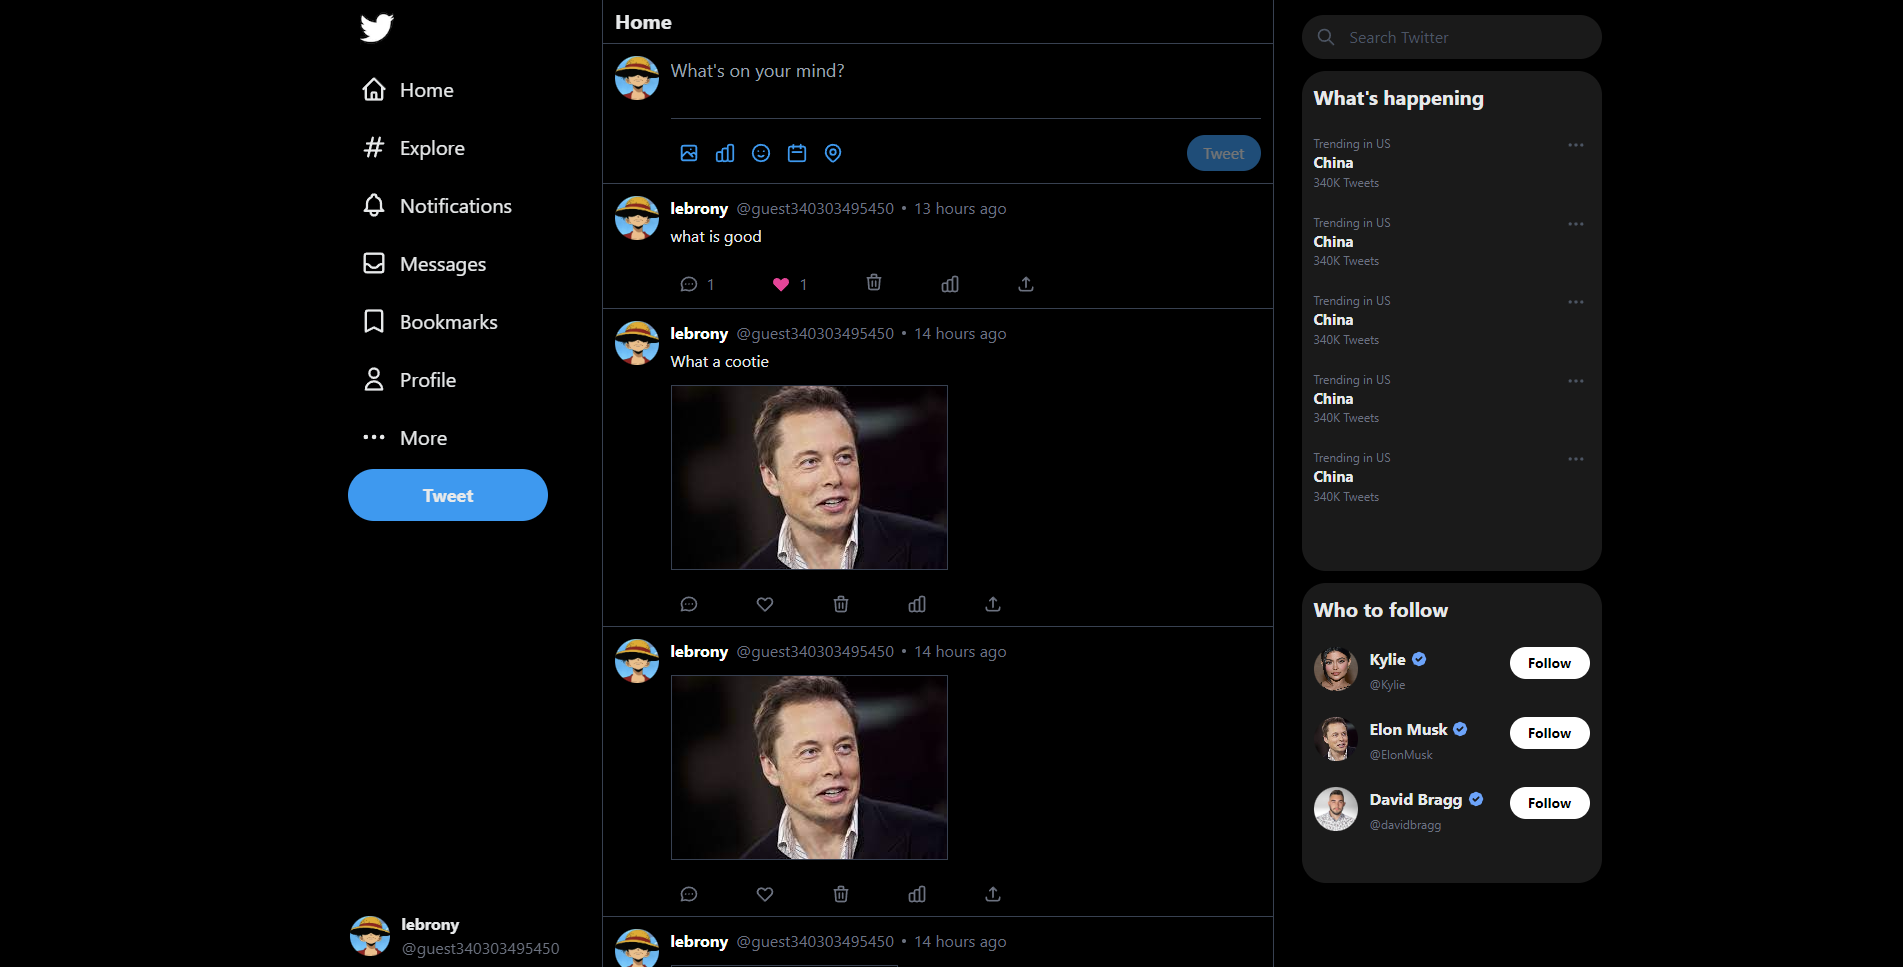 Home
Explore
Notifications
Messages
Bookmarks
Profile
More
Tweet
lebrony
@guest340303495450
Home
What's on your mind?
Tweet
lebrony @guest340303495450 • 13 hours ago
what is good
1 1
lebrony @guest340303495450 • 14 hours ago
What a cootie
lebrony @guest340303495450 • 14 hours ago
lebrony @guest340303495450 • 14 hours ago
Search Twitter
What's happening
Trending in US
China
340K Tweets
Trending in US
China
340K Tweets
Trending in US
China
340K Tweets
Trending in US
China
340K Tweets
Trending in US
China
340K Tweets
Who to follow
Kylie
@Kylie
Follow
Elon Musk
@ElonMusk
Follow
David Bragg
@davidbragg
Follow